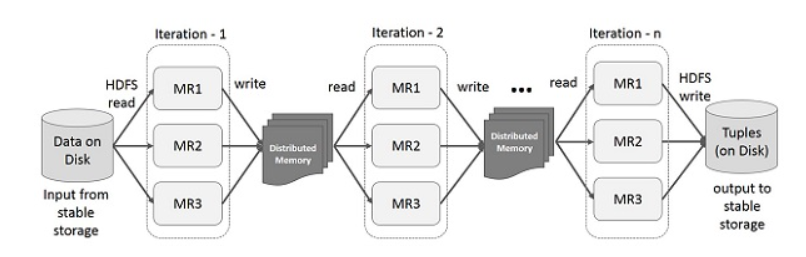 Iteration - 1
Iteration - 2
Iteration - n
HDFS
read
write
read
write
...
read
HDFS
write
MR1
MR2
MR3
MR1
MR2
MR3
MR1
MR2
MR3
Data on
Disk
Distributed
Memory
Distributed
Memory
Tuples
(on Disk)
Input from
stable
storage
output to
stable
storage